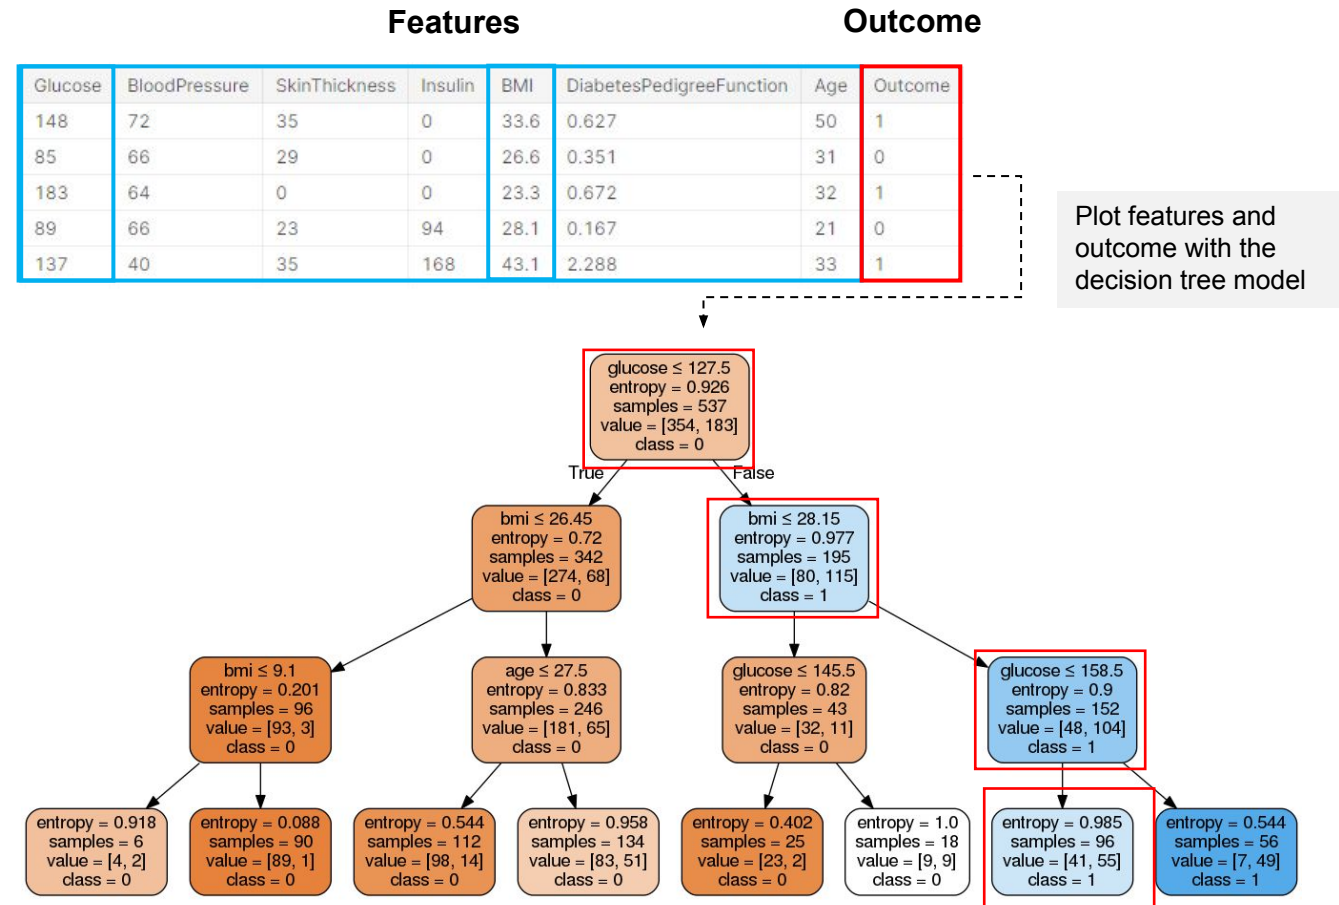 Features Outcome
Glucose BloodPressure SkinThickness Insulin BMI DiabetesPedigreeFunction Age Outcome
148 72 35 0 33.6 0.627 50 1
85 66 29 0 26.6 0.351 31 0
183 64 0 0 23.3 0.672 32 1
89 66 23 94 28.1 0.167 21 0
137 40 35 168 43.1 2.288 33 1
Plot features and
outcome with the
decision tree model
glucose ≤ 127.5
entropy = 0.926
samples = 537
value = [354, 183]
class = 0
True
False
bmi ≤ 26.45
entropy = 0.72
samples = 342
value = [274, 68]
class = 0
bmi ≤ 28.15
entropy = 0.977
samples = 195
value = [80, 115]
class = 1
bmi ≤ 9.1
entropy = 0.201
samples = 96
value = [93, 3]
class = 0
age ≤ 27.5
entropy = 0.833
samples = 246
value = [181, 65]
class = 0
glucose ≤ 145.5
entropy = 0.82
samples = 43
value = [32, 11]
class = 0
glucose ≤ 158.5
entropy = 0.9
samples = 152
value = [48, 104]
class = 1
entropy = 0.918
samples = 6
value = [4, 2]
class = 0
entropy = 0.088
samples = 90
value = [89, 1]
class = 0
entropy = 0.544
samples = 112
value = [98, 14]
class = 0
entropy = 0.958
samples = 134
value = [83, 51]
class = 0
entropy = 0.402
samples = 25
value = [23, 2]
class = 0
entropy = 1.0
samples = 18
value = [9, 9]
class = 0
entropy = 0.985
samples = 96
value = [41, 55]
class = 1
entropy = 0.544
samples = 56
value = [7, 49]
class = 1